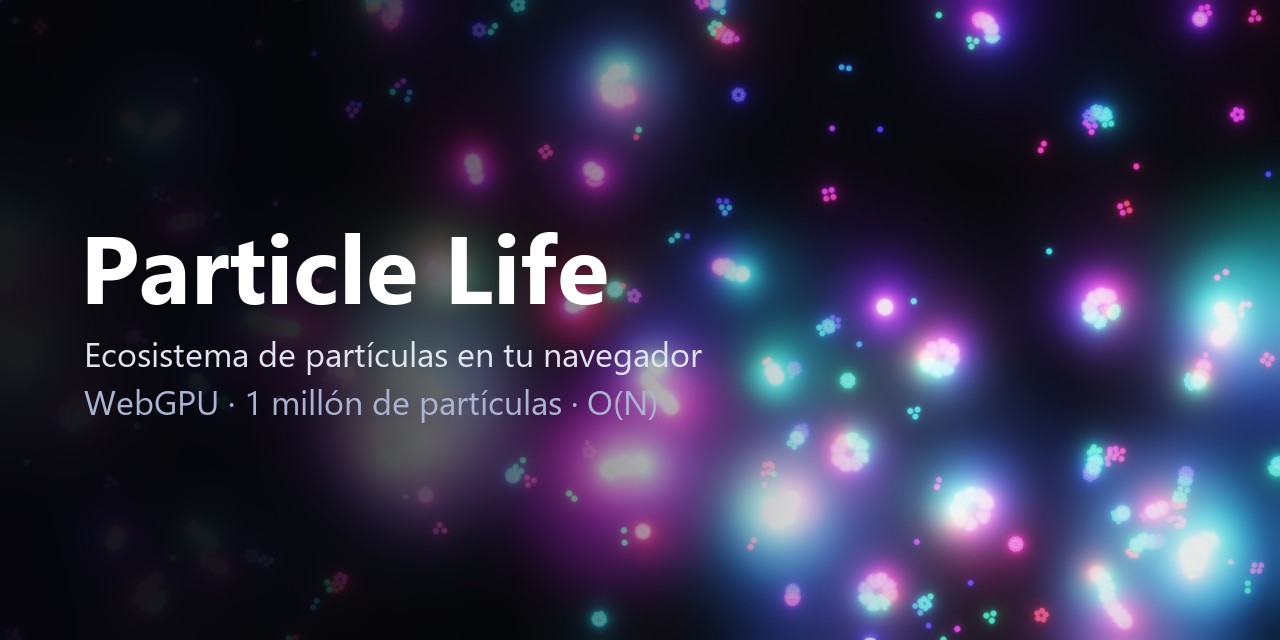 Particle Life
Ecosistema de partículas en tu navegador
WebGPU · 1 millón de partículas · O(N)